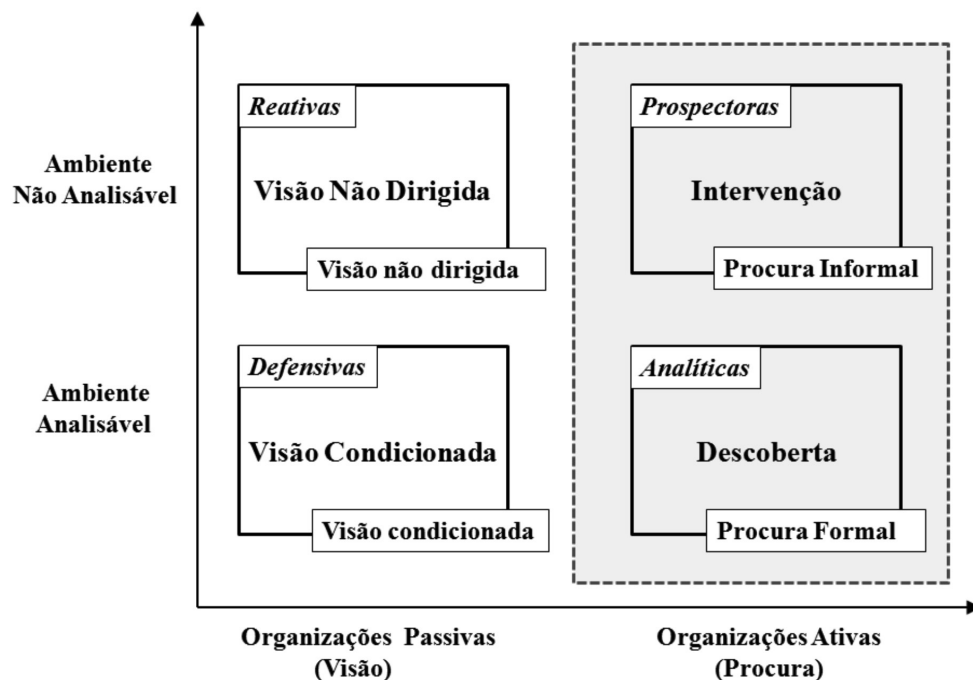 Reativas
Prospectoras
Ambiente
Não Analisável
Visão Não Dirigida
Intervenção
Visão não dirigida
Procura Informal
Defensivas
Analíticas
Ambiente
Analisável
Visão Condicionada
Descoberta
Visão condicionada
Procura Formal
Organizações Passivas
(Visão)
Organizações Ativas
(Procura)